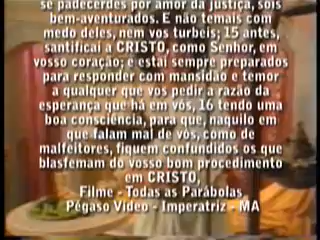 se padecerdes por amor da justiça, sois
bem-aventurados. E não temais com
medo deles, nem vos turbeis; 15 antes,
santificai a CRISTO, como Senhor, em
vosso coração; e estai sempre preparados
para responder com mansidão e temor
a qualquer que vos pedir a razão da
esperança que há em vós, 16 tendo uma
boa consciência, para que, naquilo em
que falam mal de vós, como de
malfeitores, fiquem confundidos os que
blasfemam do vosso bom procedimento
em CRISTO,
Filme - Todas as Parábolas
Pégaso Vídeo - Imperatriz - MA